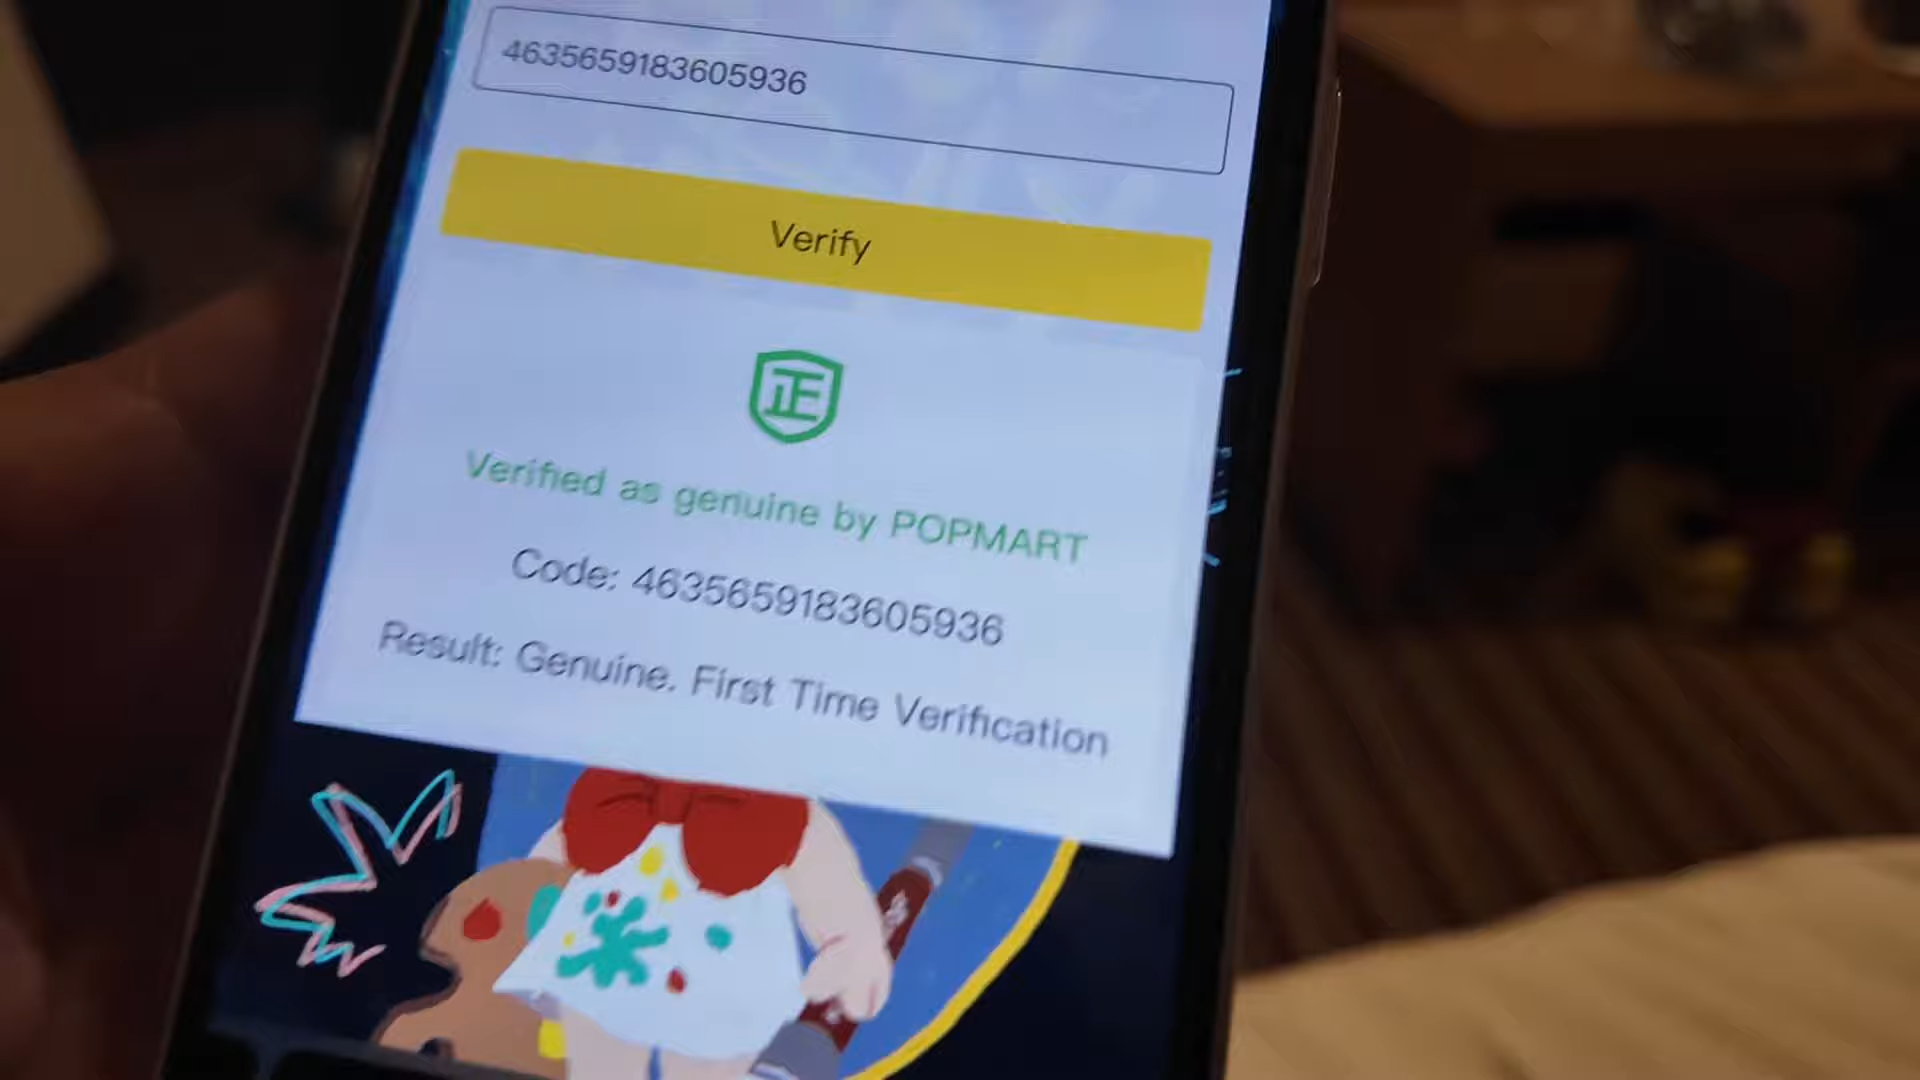 4635659183605936
Verify
正
Verified as genuine by POPMART
Code: 4635659183605936
Result: Genuine. First Time Verification